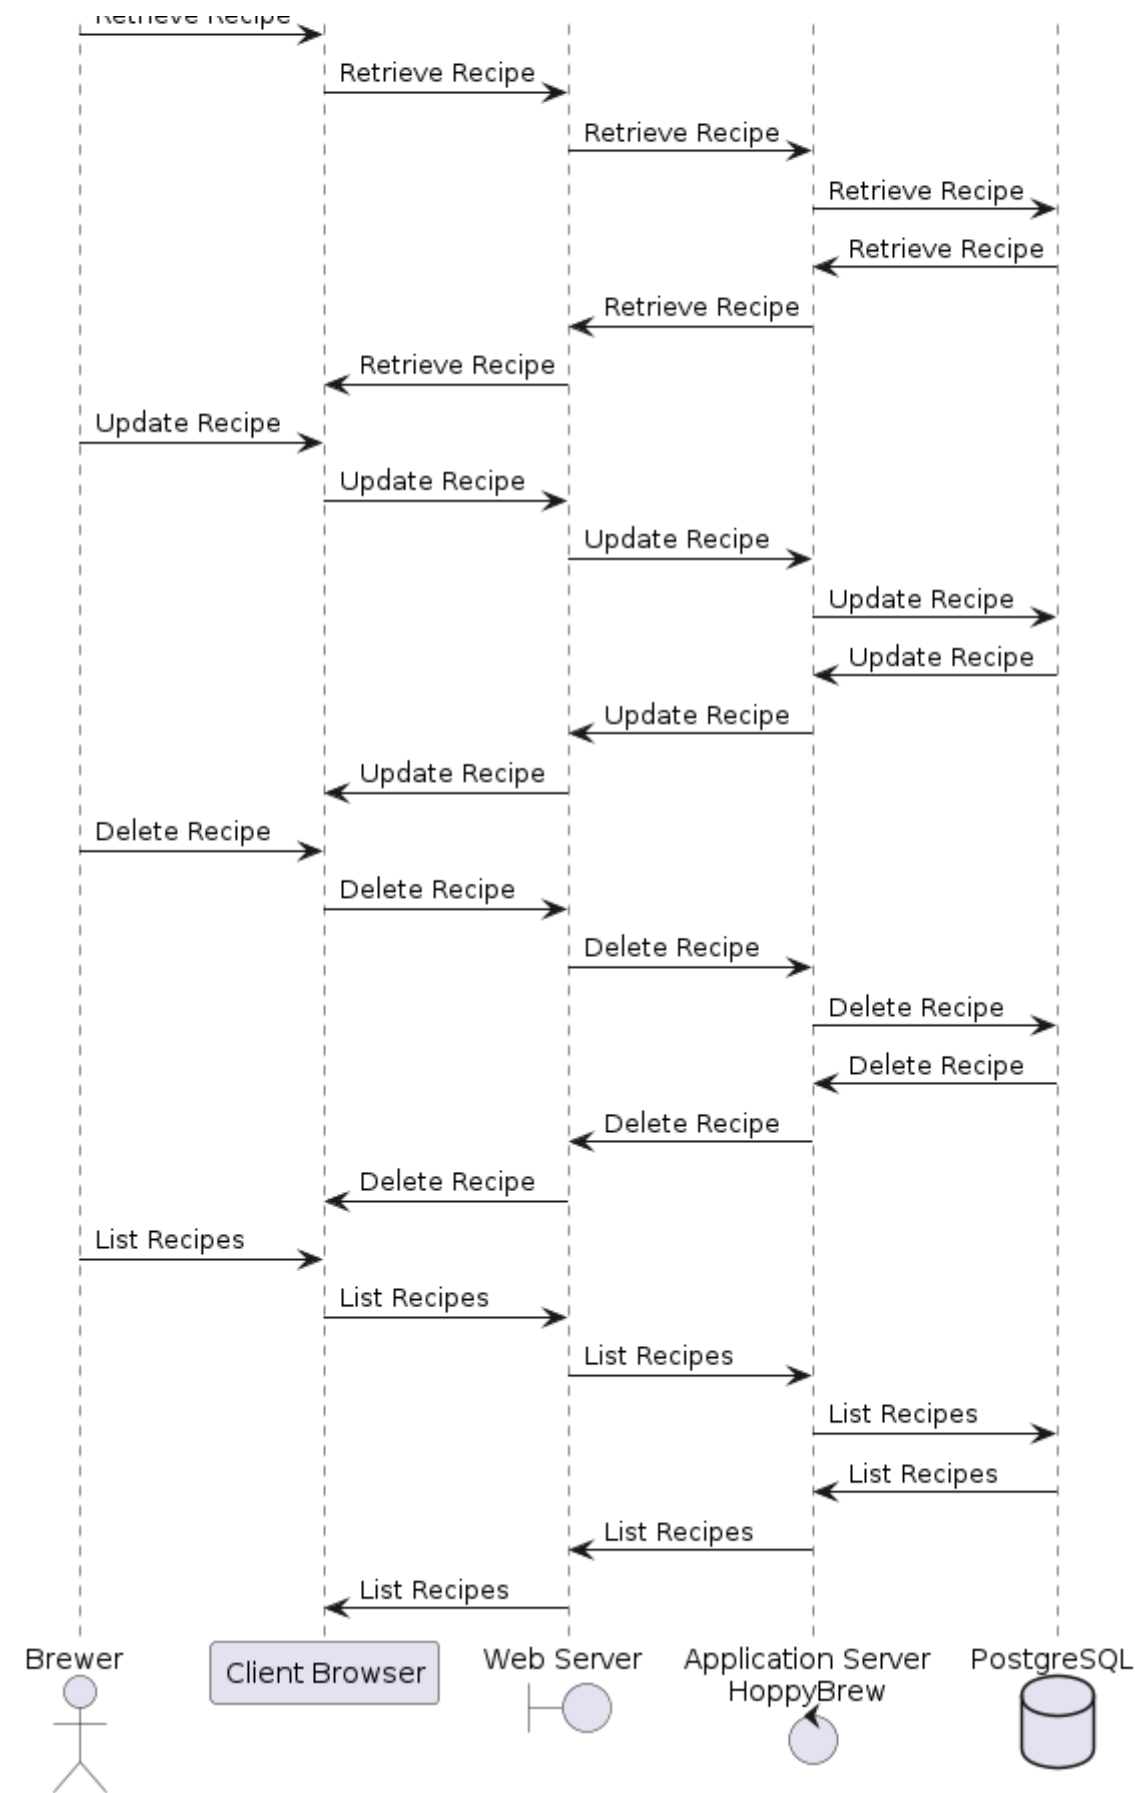 Retrieve Recipe
Retrieve Recipe
Retrieve Recipe
Retrieve Recipe
Retrieve Recipe
Retrieve Recipe
Retrieve Recipe
Update Recipe
Update Recipe
Update Recipe
Update Recipe
Update Recipe
Update Recipe
Update Recipe
Delete Recipe
Delete Recipe
Delete Recipe
Delete Recipe
Delete Recipe
Delete Recipe
Delete Recipe
List Recipes
List Recipes
List Recipes
List Recipes
List Recipes
List Recipes
List Recipes
Brewer
Client Browser
Web Server
Application Server
HoppyBrew
PostgreSQL